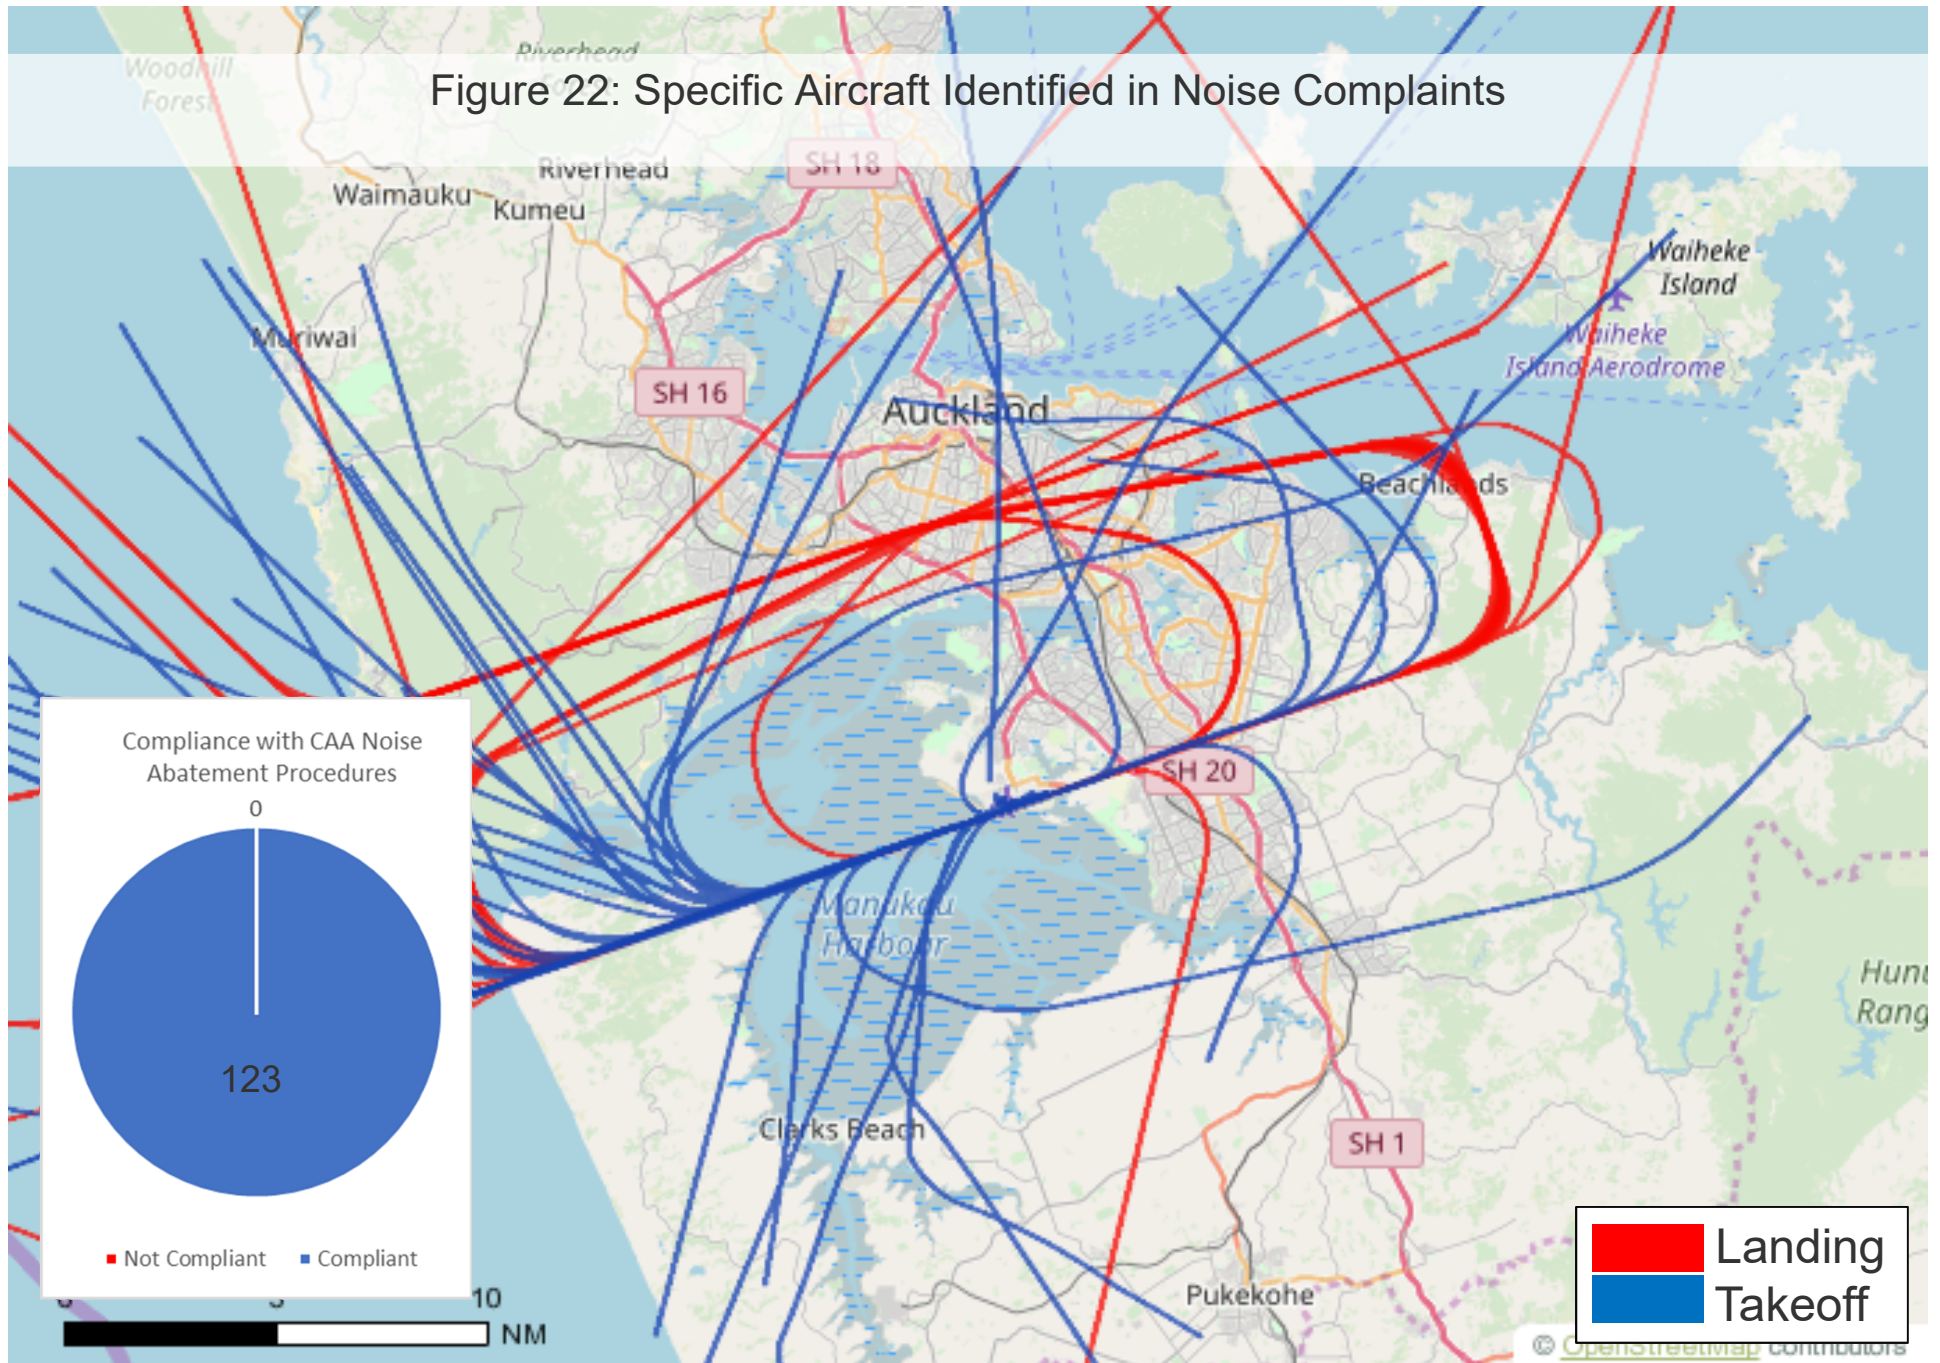 Woodhill
Forest
Riverhead
Figure 22: Specific Aircraft Identified in Noise Complaints
SH 18
Riverhead
Waimauku
Kumeu
Waiheke
Island
Muriwai
Waiheke
Island Aerodrome
SH 16
Auckland
Beachlands
SH 20
Compliance with CAA Noise
Abatement Procedures
0
123
Not Compliant
Compliant
Manukau
Harbour
Hunu
Rang
Clarks Beach
SH 1
Pukekohe
Landing
Takeoff
0 5 10
NM
© OpenStreetMap contributors